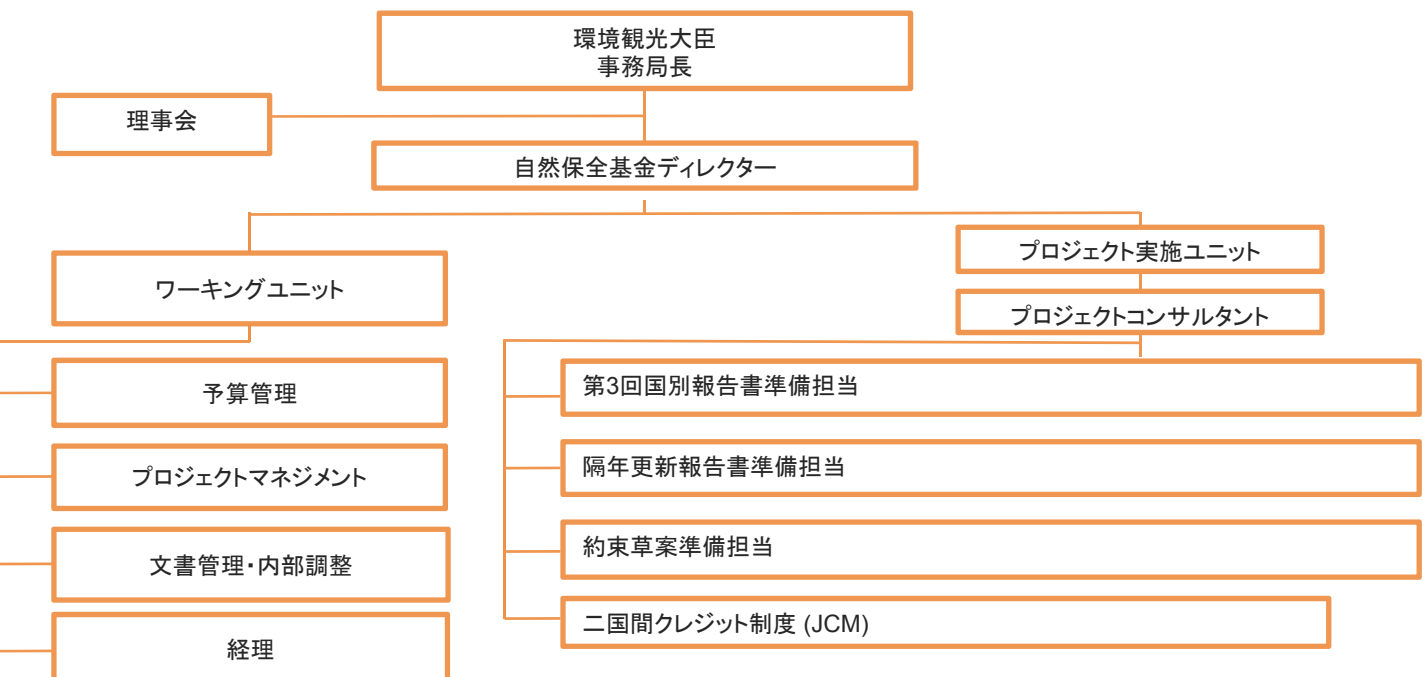 環境観光大臣
事務局長
理事会
自然保全基金ディレクター
ワーキングユニット
予算管理
プロジェクトマネジメント
文書管理・内部調整
経理
プロジェクト実施ユニット
プロジェクトコンサルタント
第3回国別報告書準備担当
隔年更新報告書準備担当
約束草案準備担当
二国間クレジット制度 (JCM)